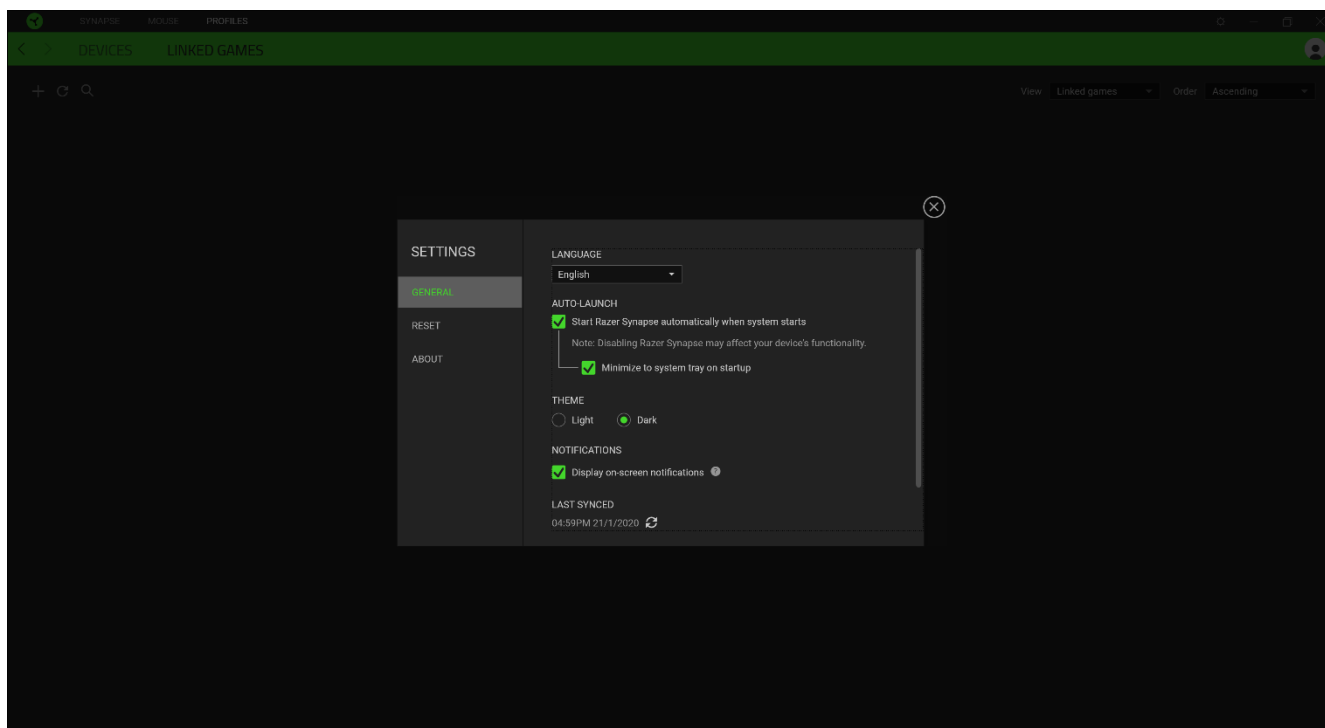 SYNAPSE MOUSE PROFILES
DEVICES LINKED GAMES
View Linked games Order Ascending
SETTINGS
GENERAL
RESET
ABOUT
LANGUAGE
English
AUTO-LAUNCH
Start Razer Synapse automatically when system starts
Note: Disabling Razer Synapse may affect your device's functionality.
Minimize to system tray on startup
THEME
Light Dark
NOTIFICATIONS
Display on-screen notifications ?
LAST SYNCED
04:59PM 21/1/2020